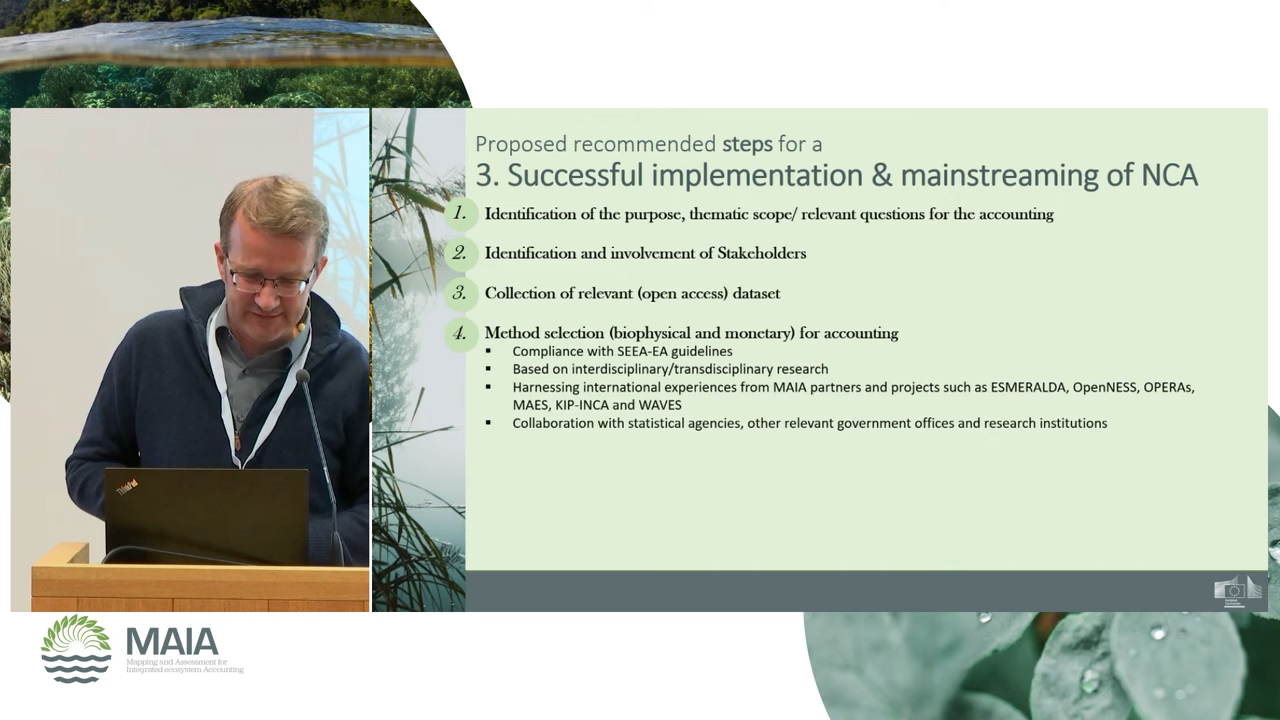 Proposed recommended steps for a
3. Successful implementation & mainstreaming of NCA
1. Identification of the purpose, thematic scope/ relevant questions for the accounting
2. Identification and involvement of Stakeholders
3. Collection of relevant (open access) dataset
4. Method selection (biophysical and monetary) for accounting
▪ Compliance with SEEA-EA guidelines
▪ Based on interdisciplinary/transdisciplinary research
▪ Harnessing international experiences from MAIA partners and projects such as ESMERALDA, OpenNESS, OPERAs,
MAES, KIP-INCA and WAVES
▪ Collaboration with statistical agencies, other relevant government offices and research institutions
ThinkPad
MAIA
Mapping and Assessment for
Integrated ecosystem Accounting